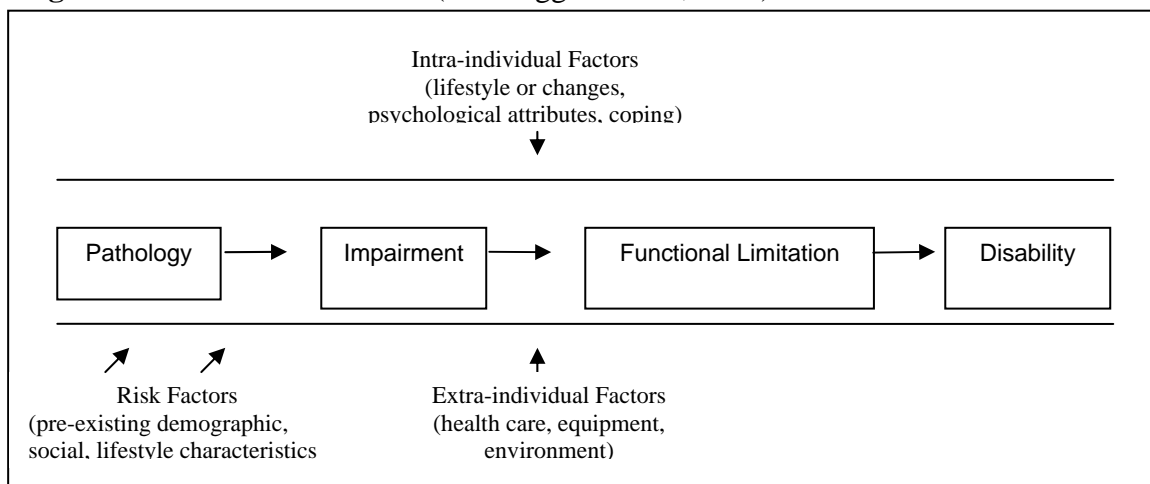 Intra-individual Factors
(lifestyle or changes,
psychological attributes, coping)
Pathology
Impairment
Functional Limitation
Disability
Risk Factors
(pre-existing demographic,
social, lifestyle characteristics
Extra-individual Factors
(health care, equipment,
environment)